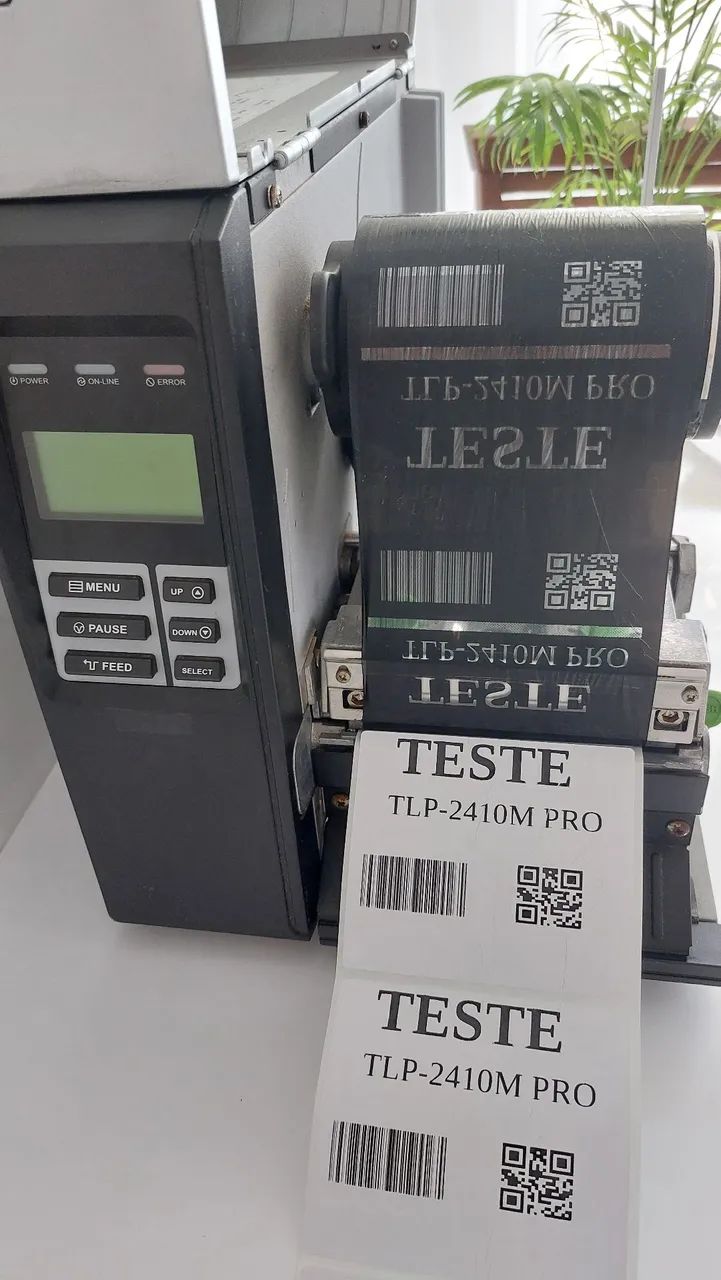 POWER
ON-LINE
ERROR
MENU
PAUSE
FEED
UP
DOWN
SELECT
TLP-2410M PRO
TESTE
TLP-2410M PRO
TESTE
TESTE
TLP-2410M PRO
TESTE
TLP-2410M PRO